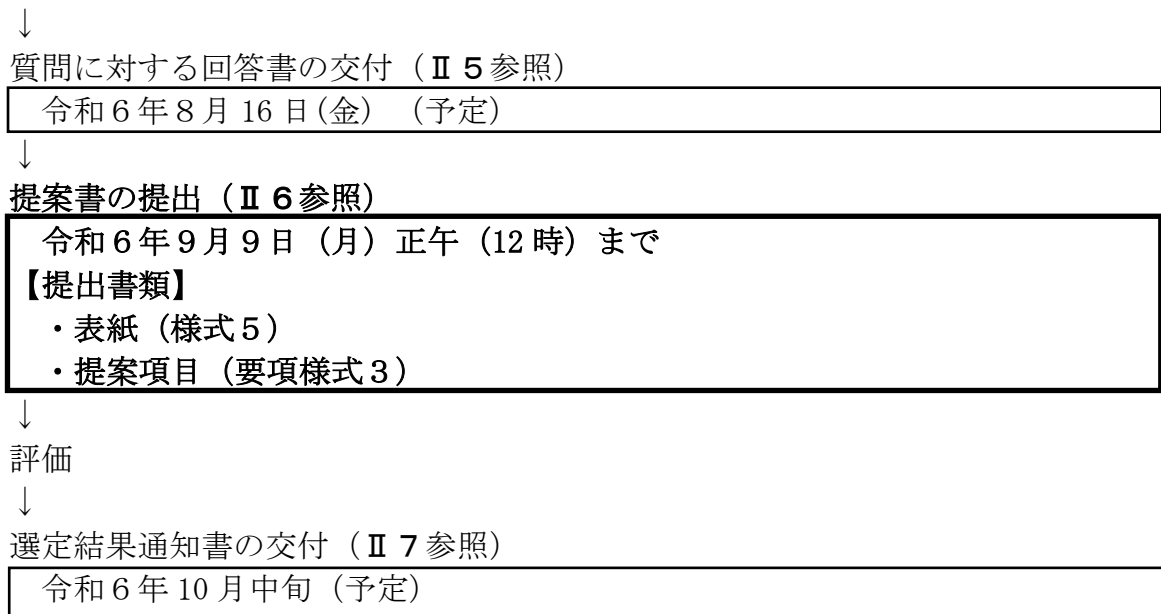 ↓
質問に対する回答書の交付（Ⅱ５参照）
令和６年８月 16 日(金) （予定）
↓
提案書の提出（Ⅱ６参照）
令和６年９月９日（月）正午（12 時）まで
【提出書類】
・表紙（様式５）
・提案項目（要項様式３）
↓
評価
↓
選定結果通知書の交付（Ⅱ７参照）
令和６年 10 月中旬（予定）